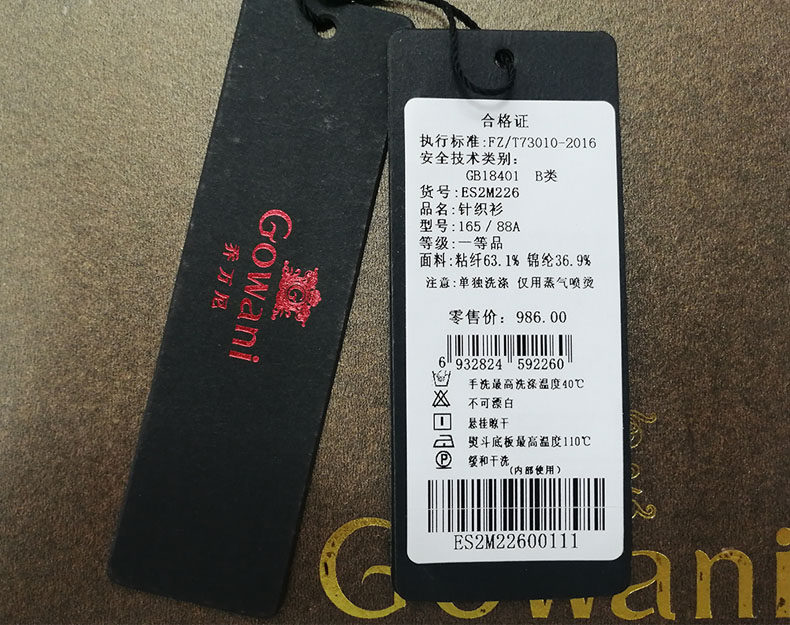 Gowani
乔万尼
G
合格证
执行标准:FZ/T73010-2016
安全技术类别:
GB18401 B类
货号:ES2M226
品名:针织衫
型号:165/88A
等级:一等品
面料:粘纤63.1% 锦纶36.9%
注意:单独洗涤 仅用蒸气喷烫
零售价: 986.00
6 932824 592260
手洗最高洗涤温度40℃
不可漂白
悬挂晾干
熨斗底板最高温度110℃
P
缓和干洗
(内部使用)
ES2M22600111
Gowani